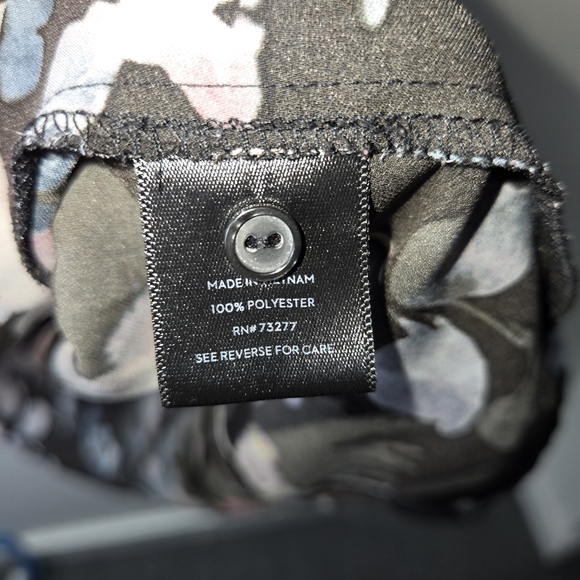 MADE IN VIETNAM
100% POLYESTER
RN# 73277
SEE REVERSE FOR CARE